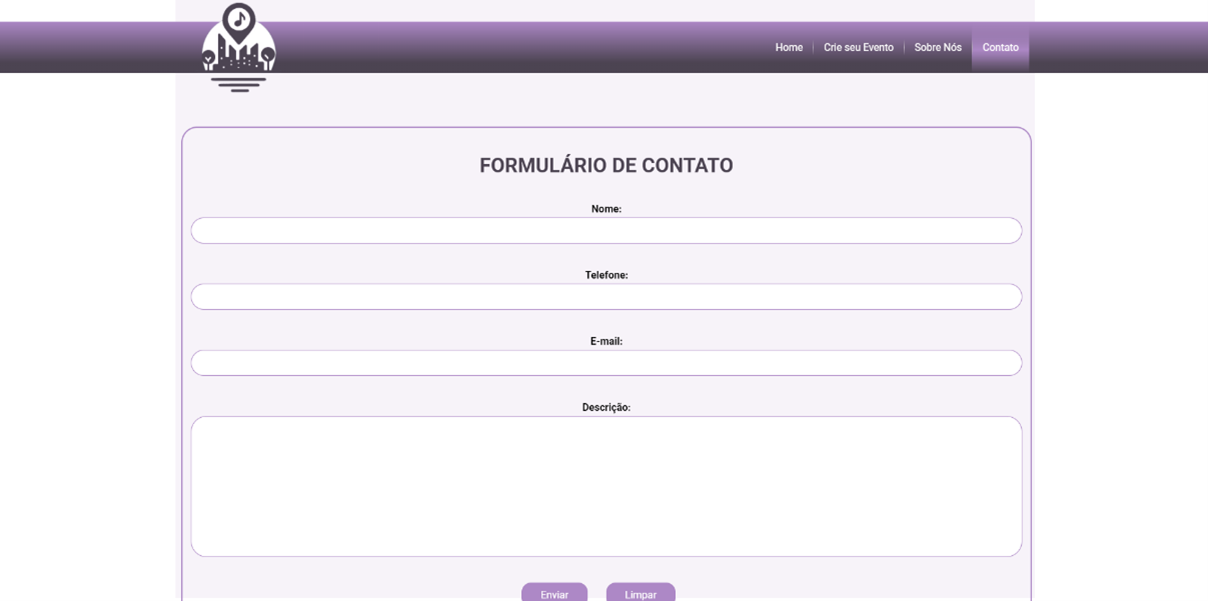 Home Crie seu Evento Sobre Nós Contato
FORMULÁRIO DE CONTATO
Nome:
Telefone:
E-mail:
Descrição:
Enviar Limpar